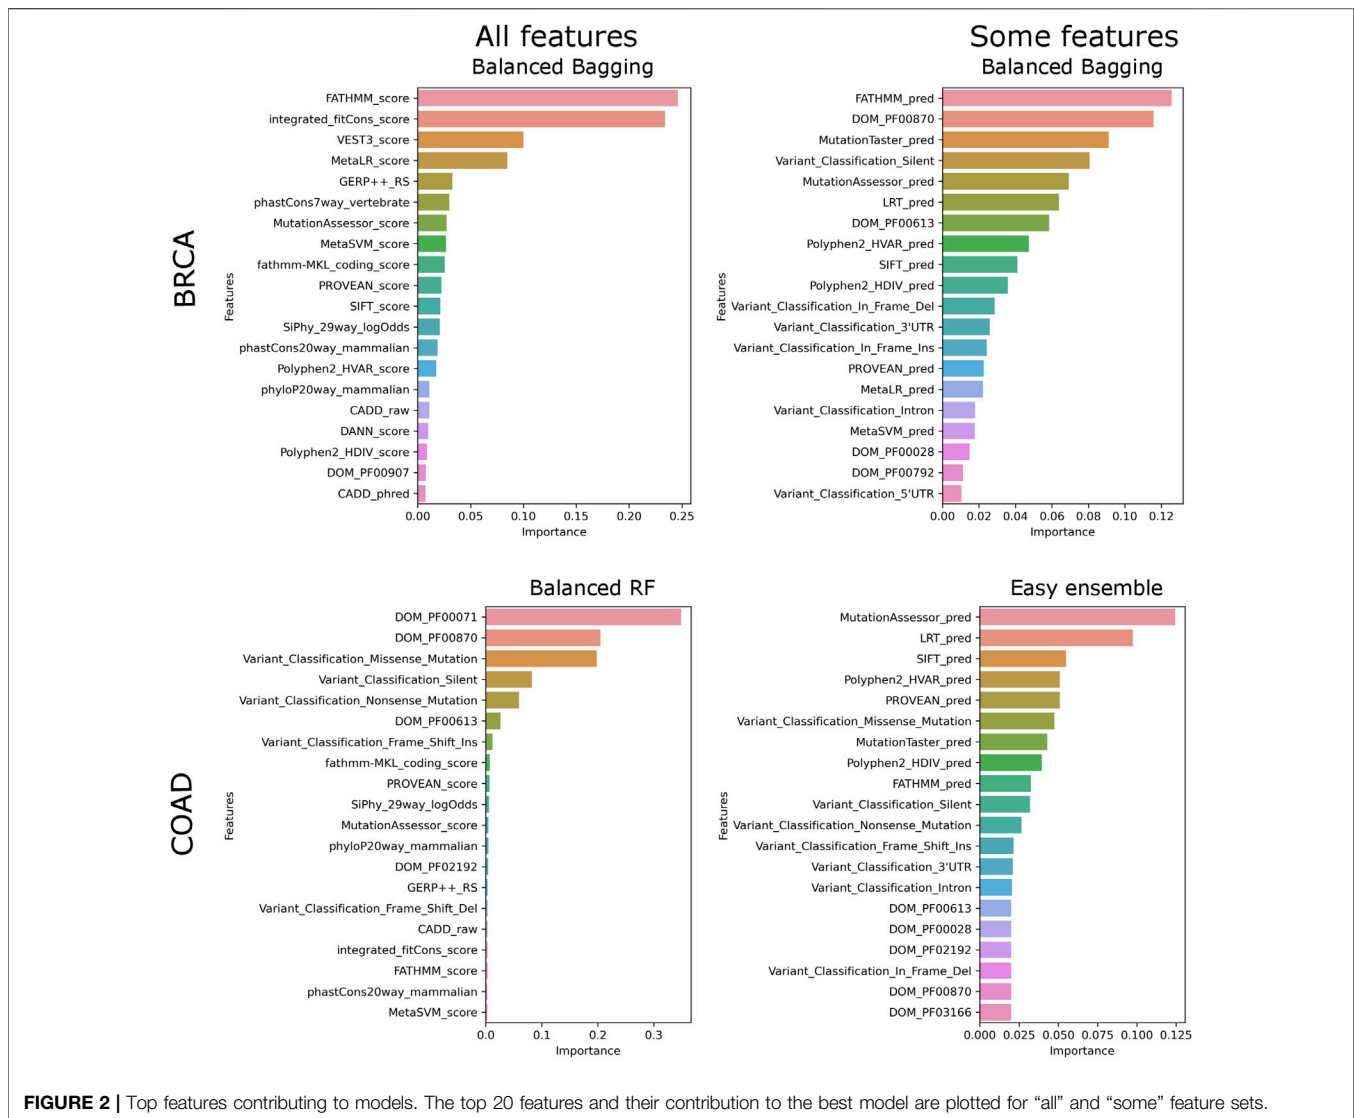 All features
Balanced Bagging
Some features
Balanced Bagging
BRCA
Features
FATHMM_score
integrated_fitCons_score
VEST3_score
MetaLR_score
GERP++_RS
phastCons7way_vertebrate
MutationAssessor_score
MetaSVM_score
fathmm-MKL_coding_score
PROVEAN_score
SIFT_score
SiPhy_29way_logOdds
phastCons20way_mammalian
Polyphen2_HVAR_score
phyloP20way_mammalian
CADD_raw
DANN_score
Polyphen2_HDIV_score
DOM_PF00907
CADD_phred
0.00 0.05 0.10 0.15 0.20 0.25
Importance
Features
FATHMM_pred
DOM_PF00870
MutationTaster_pred
Variant_Classification_Silent
MutationAssessor_pred
LRT_pred
DOM_PF00613
Polyphen2_HVAR_pred
SIFT_pred
Polyphen2_HDIV_pred
Variant_Classification_In_Frame_Del
Variant_Classification_3'UTR
Variant_Classification_In_Frame_Ins
PROVEAN_pred
MetaLR_pred
Variant_Classification_Intron
MetaSVM_pred
DOM_PF00028
DOM_PF00792
Variant_Classification_5'UTR
0.00 0.02 0.04 0.06 0.08 0.10 0.12
Importance
COAD
Balanced RF
Features
DOM_PF00071
DOM_PF00870
Variant_Classification_Missense_Mutation
Variant_Classification_Silent
Variant_Classification_Nonsense_Mutation
DOM_PF00613
Variant_Classification_Frame_Shift_Ins
fathmm-MKL_coding_score
PROVEAN_score
SiPhy_29way_logOdds
MutationAssessor_score
phyloP20way_mammalian
DOM_PF02192
GERP++_RS
Variant_Classification_Frame_Shift_Del
CADD_raw
integrated_fitCons_score
FATHMM_score
phastCons20way_mammalian
MetaSVM_score
0.0 0.1 0.2 0.3
Importance
Easy ensemble
Features
MutationAssessor_pred
LRT_pred
SIFT_pred
Polyphen2_HVAR_pred
PROVEAN_pred
Variant_Classification_Missense_Mutation
MutationTaster_pred
Polyphen2_HDIV_pred
FATHMM_pred
Variant_Classification_Silent
Variant_Classification_Nonsense_Mutation
Variant_Classification_Frame_Shift_Ins
Variant_Classification_3'UTR
Variant_Classification_Intron
DOM_PF00613
DOM_PF00028
DOM_PF02192
Variant_Classification_In_Frame_Del
DOM_PF00870
DOM_PF03166
0.000 0.025 0.050 0.075 0.100 0.125
Importance
FIGURE 2 | Top features contributing to models. The top 20 features and their contribution to the best model are plotted for “all” and “some” feature sets.